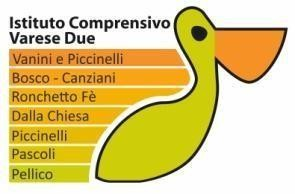 Istituto Comprensivo
Varese Due
Vanini e Piccinelli
Bosco - Canziani
Ronchetto Fè
Dalla Chiesa
Piccinelli
Pascoli
Pellico